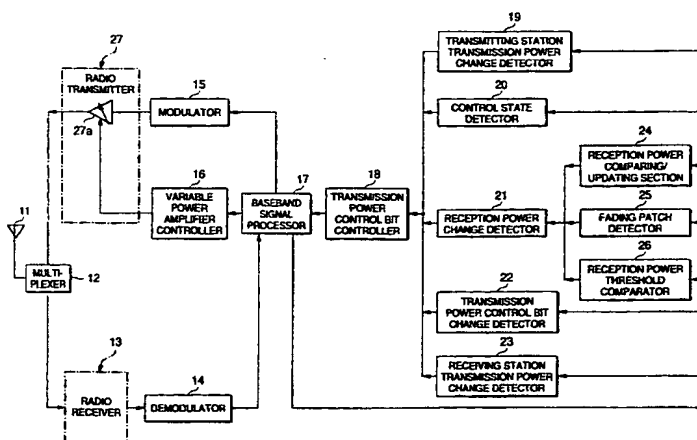 19
TRANSMITTING STATION
TRANSMISSION POWER
CHANGE DETECTOR
27
RADIO
TRANSMITTER
27a
15
MODULATOR
20
CONTROL STATE
DETECTOR
24
RECEPTION POWER
COMPARING/
UPDATING SECTION
16
VARIABLE
POWER
AMPLIFIER
CONTROLLER
17
BASEBAND
SIGNAL
PROCESSOR
18
TRANSMISSION
POWER
CONTROL BIT
CONTROLLER
21
RECEPTION POWER
CHANGE DETECTOR
25
FADING PATCH
DETECTOR
11
MULTI-
PLEXER
12
26
RECEPTION POWER
THRESHOLD
COMPARATOR
22
TRANSMISSION
POWER CONTROL BIT
CHANGE DETECTOR
13
RADIO
RECEIVER
14
DEMODULATOR
23
RECEIVING STATION
TRANSMISSION POWER
CHANGE DETECTOR